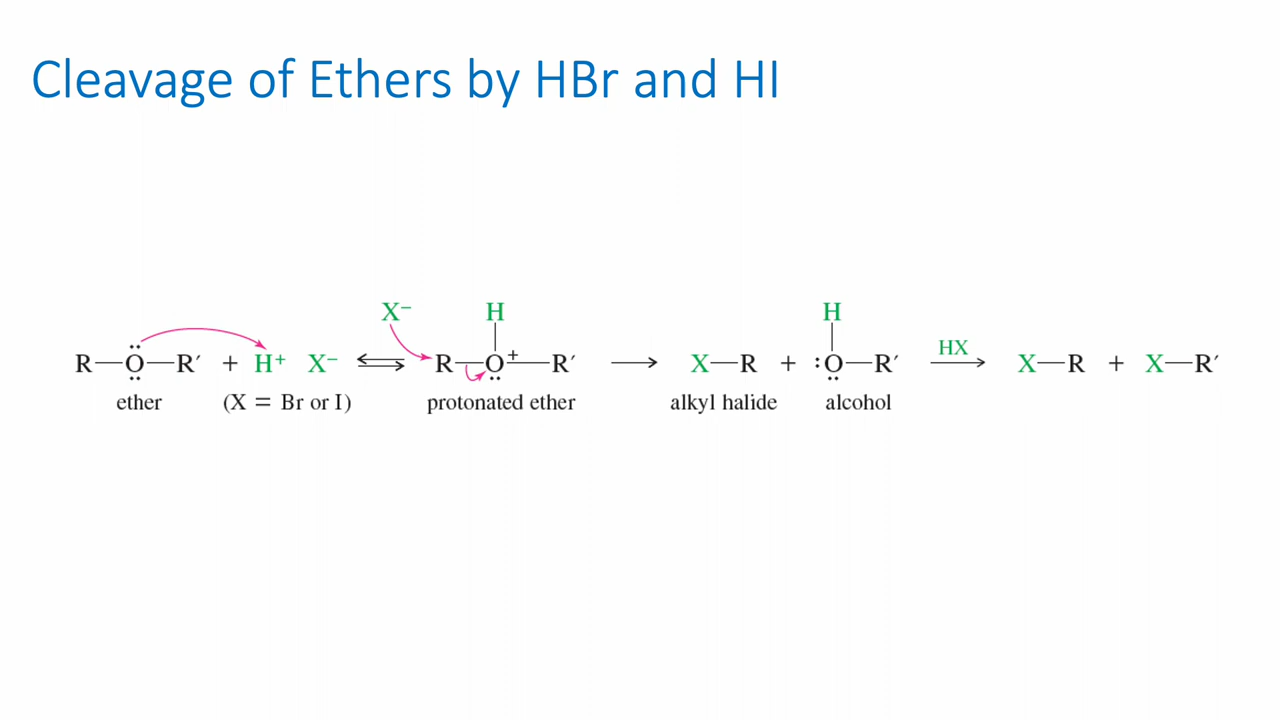 Cleavage of Ethers by HBr and HI
X⁻ H H
R—Ö—R′ + H⁺ X⁻ ⇌ R—O⁺—R′ → X—R + :O—R′ HX → X—R + X—R′
ether (X = Br or I) protonated ether alkyl halide alcohol